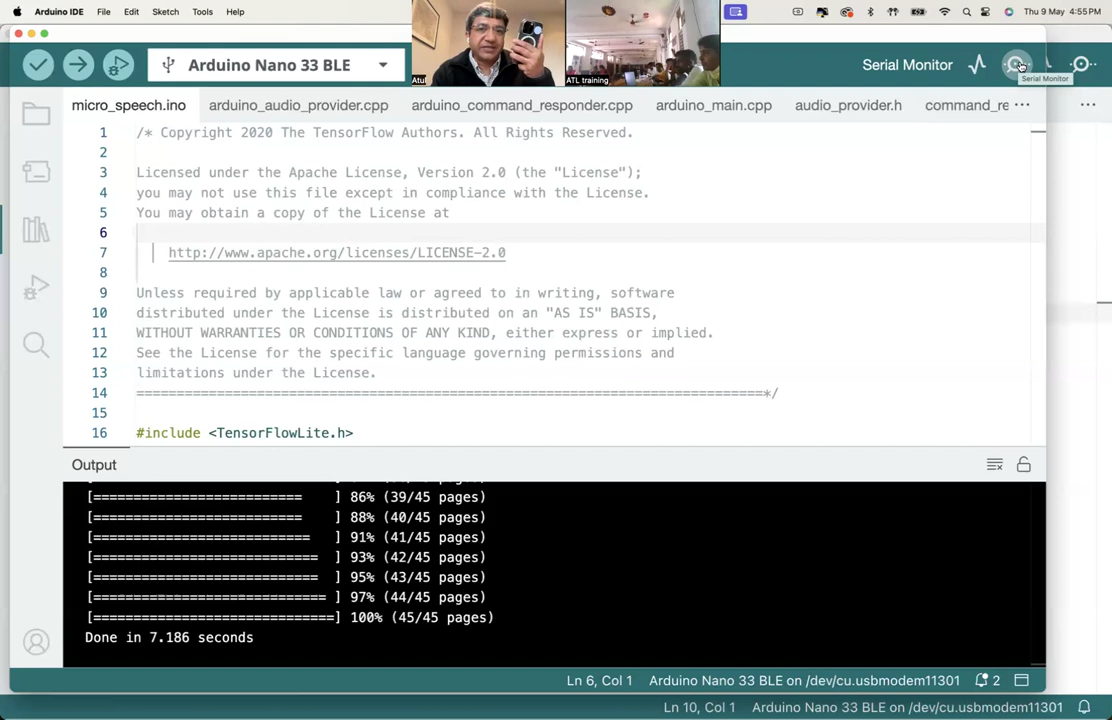 Arduino IDE File Edit Sketch Tools Help Thu 9 May 4:55PM
Arduino Nano 33 BLE
Atul
ATL training
Serial Monitor
Serial Monitor
micro_speech.ino arduino_audio_provider.cpp arduino_command_responder.cpp arduino_main.cpp audio_provider.h command_re
1 /* Copyright 2020 The TensorFlow Authors. All Rights Reserved.
2
3 Licensed under the Apache License, Version 2.0 (the "License");
4 you may not use this file except in compliance with the License.
5 You may obtain a copy of the License at
6
7 http://www.apache.org/licenses/LICENSE-2.0
8
9 Unless required by applicable law or agreed to in writing, software
10 distributed under the License is distributed on an "AS IS" BASIS,
11 WITHOUT WARRANTIES OR CONDITIONS OF ANY KIND, either express or implied.
12 See the License for the specific language governing permissions and
13 limitations under the License.
14 ==============================================================================*/
15
16 #include <TensorFlowLite.h>
Output
[========================== ] 86% (39/45 pages)
[========================== ] 88% (40/45 pages)
[=========================== ] 91% (41/45 pages)
[============================ ] 93% (42/45 pages)
[============================ ] 95% (43/45 pages)
[============================= ] 97% (44/45 pages)
[==============================] 100% (45/45 pages)
Done in 7.186 seconds
Ln 6, Col 1 Arduino Nano 33 BLE on /dev/cu.usbmodem11301 2
Ln 10, Col 1 Arduino Nano 33 BLE on /dev/cu.usbmodem11301